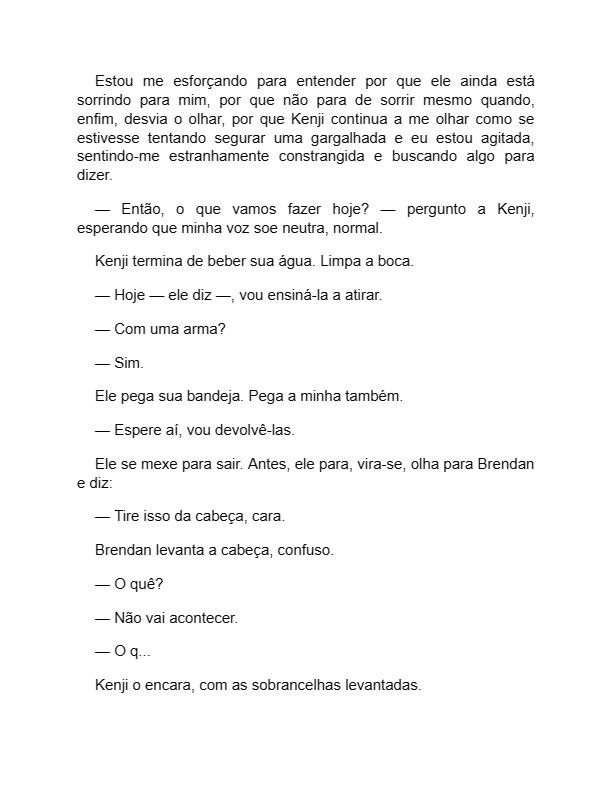 Estou me esforçando para entender por que ele ainda está
sorrindo para mim, por que não para de sorrir mesmo quando,
enfim, desvia o olhar, por que Kenji continua a me olhar como se
estivesse tentando segurar uma gargalhada e eu estou agitada,
sentindo-me estranhamente constrangida e buscando algo para
dizer.
— Então, o que vamos fazer hoje? — pergunto a Kenji,
esperando que minha voz soe neutra, normal.
Kenji termina de beber sua água. Limpa a boca.
— Hoje — ele diz —, vou ensiná-la a atirar.
— Com uma arma?
— Sim.
Ele pega sua bandeja. Pega a minha também.
— Espere aí, vou devolvê-las.
Ele se mexe para sair. Antes, ele para, vira-se, olha para Brendan
e diz:
— Tire isso da cabeça, cara.
Brendan levanta a cabeça, confuso.
— O quê?
— Não vai acontecer.
— O q...
Kenji o encara, com as sobrancelhas levantadas.